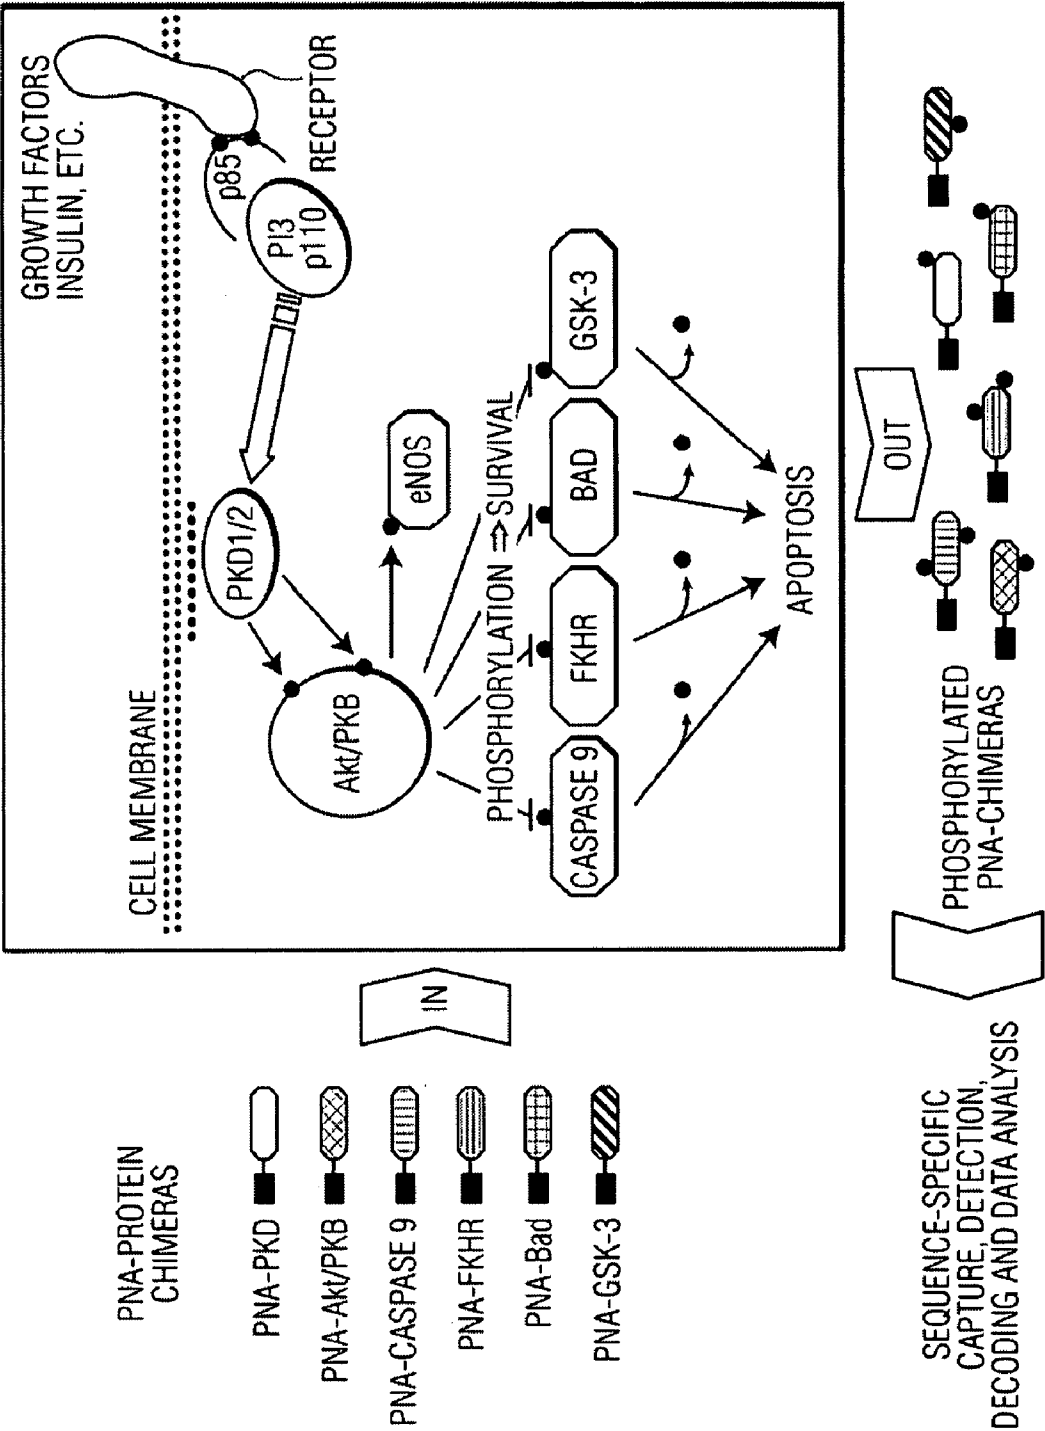 PNA-PROTEIN
CHIMERAS
PNA-PKD
PNA-Akt/PKB
PNA-CASPASE 9
PNA-FKHR
PNA-Bad
PNA-GSK-3
IN
CELL MEMBRANE
GROWTH FACTORS
INSULIN, ETC.
RECEPTOR
p85
PI3
p110
PKD1/2
Akt/PKB
eNOS
PHOSPHORYLATION ⇒ SURVIVAL
CASPASE 9
FKHR
BAD
GSK-3
APOPTOSIS
OUT
PHOSPHORYLATED
PNA-CHIMERAS
SEQUENCE-SPECIFIC
CAPTURE, DETECTION,
DECODING AND DATA ANALYSIS